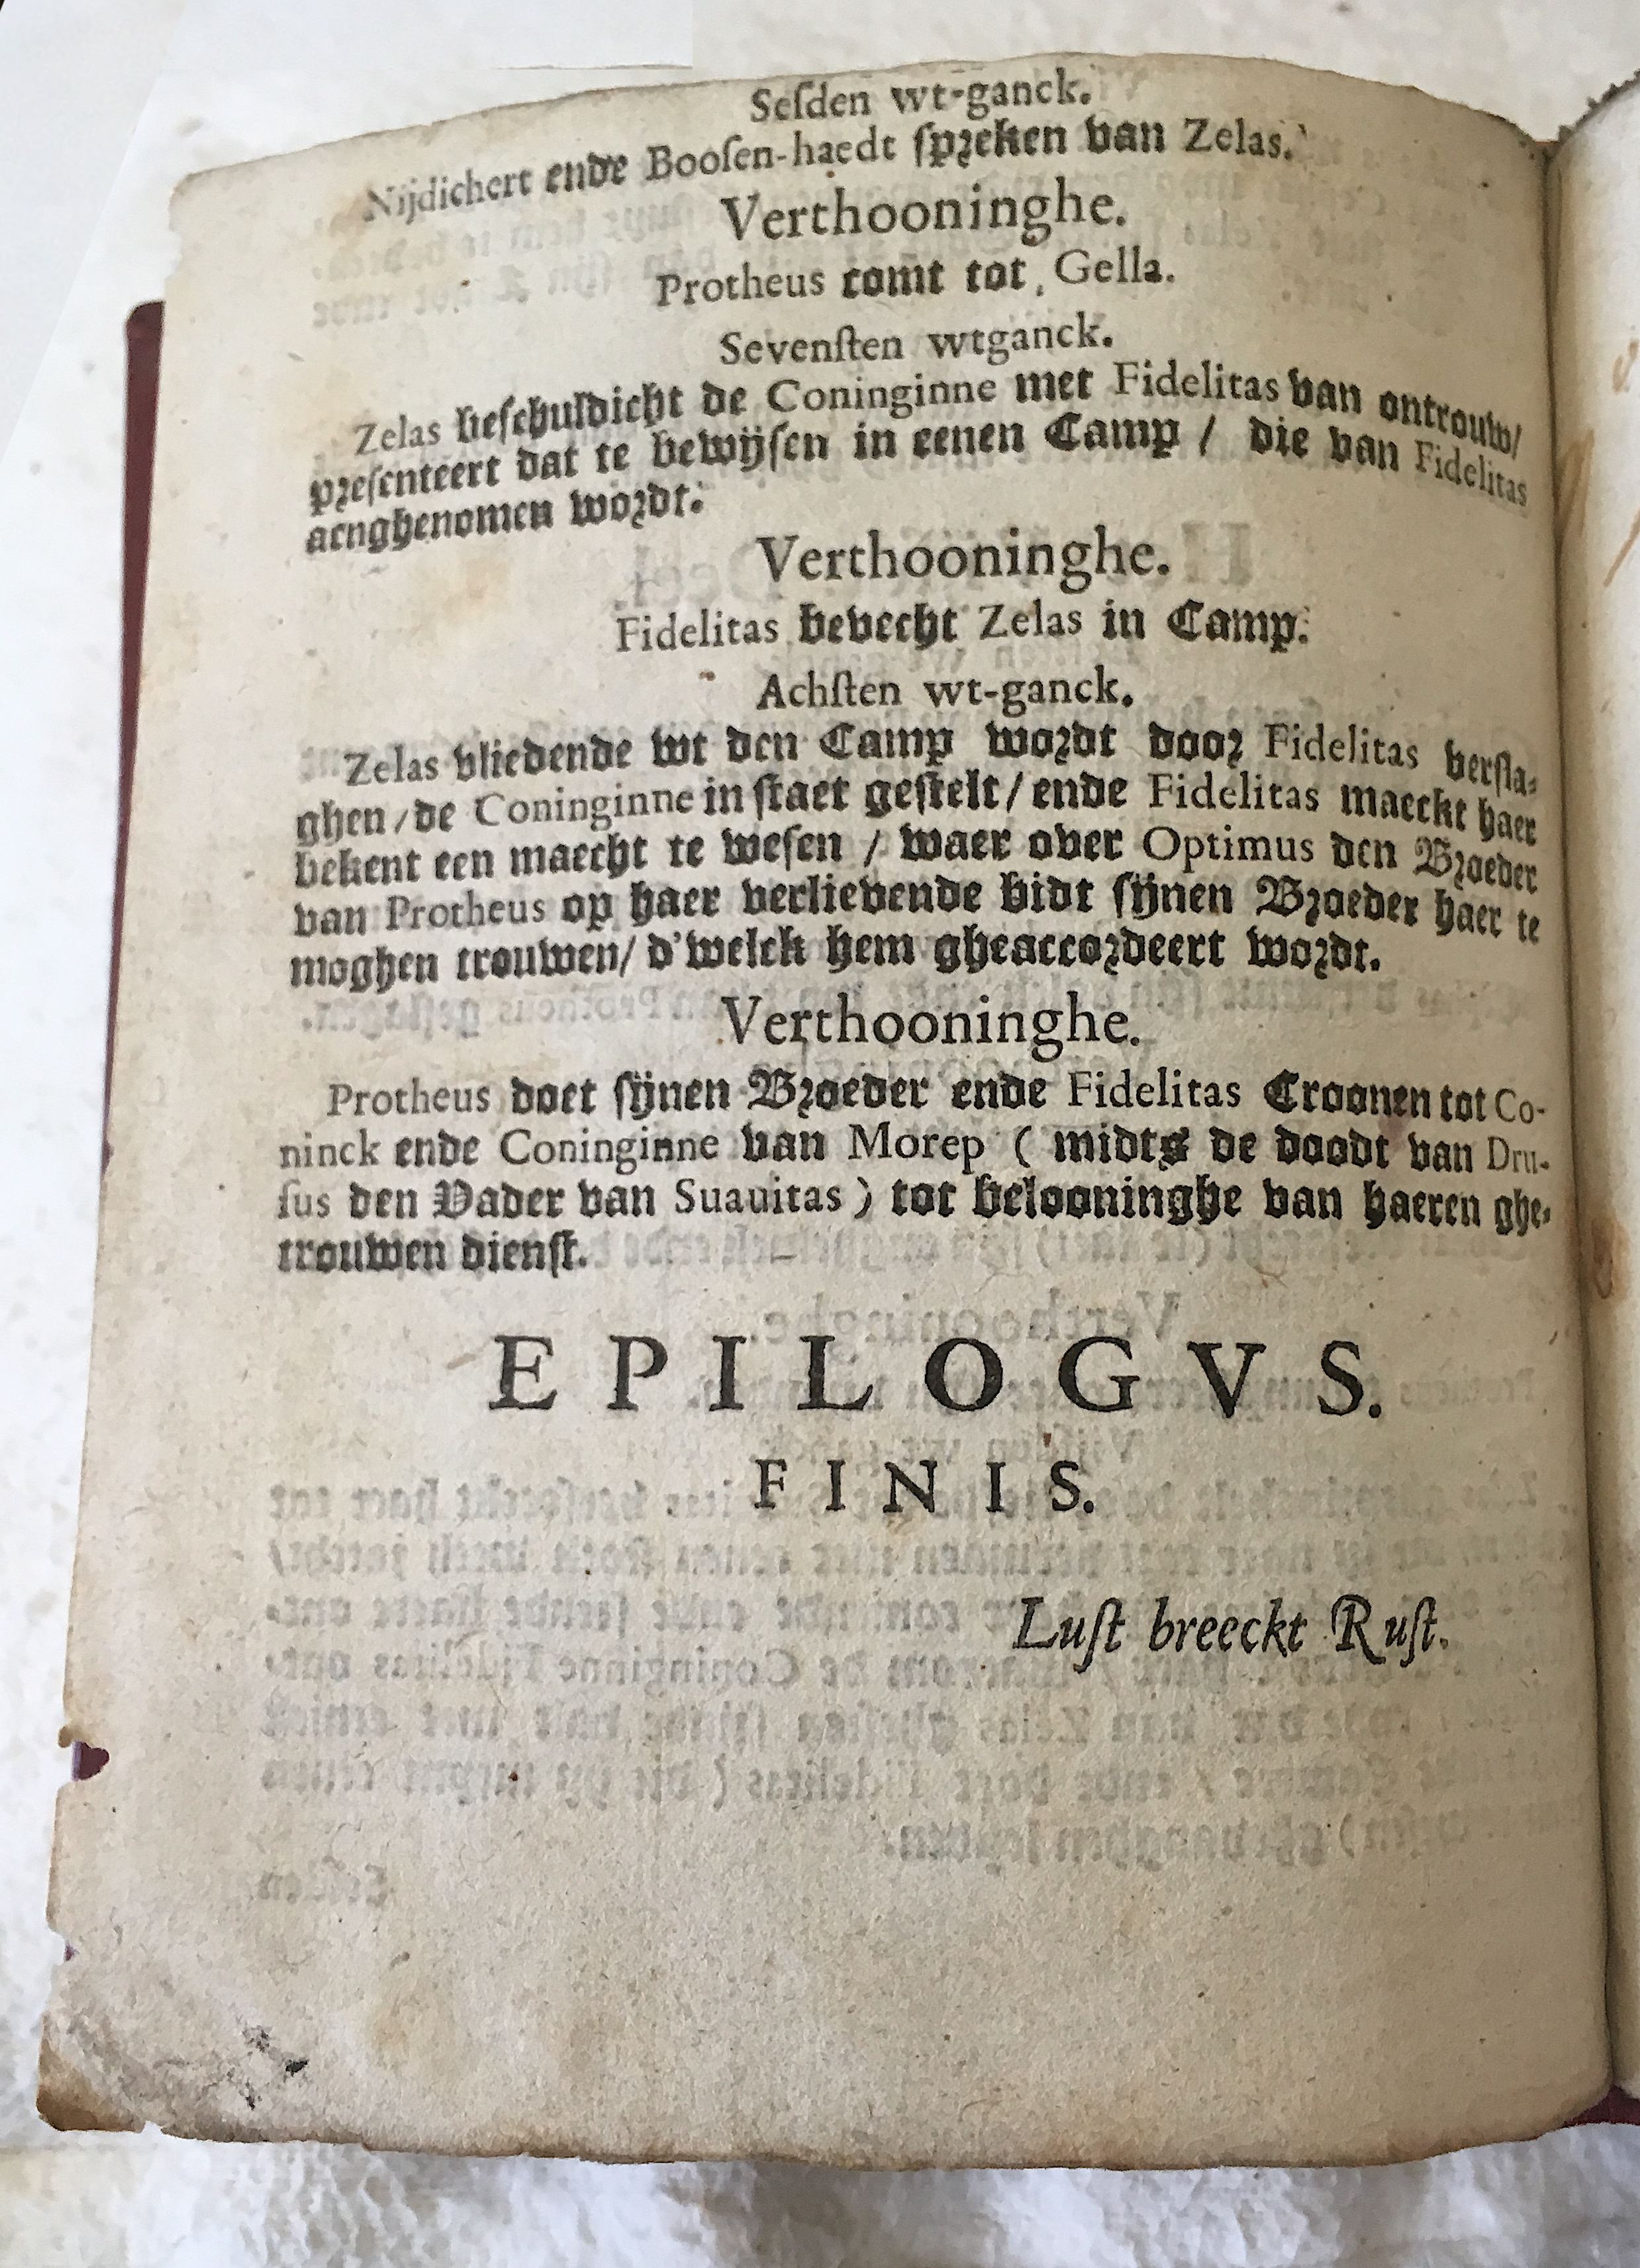 Seſden wt-ganck.
Nijdichert ende Booſen-haedt ſpreken van Zelas.
Verthooninghe.
Protheus comt tot Gella.
Sevenſten wtganck.
Zelas beſchuldicht de Coninginne met Fidelitas van ontrouw/
preſenteert dat te bewijſen in eenen Camp / die van Fidelitas
aenghenomen wordt.
Verthooninghe.
Fidelitas bevecht Zelas in Camp.
Achſten wt-ganck.
Zelas vliedende wt den Camp wordt door Fidelitas verſla-
ghen/de Coninginne in ſtaet geſtelt/ ende Fidelitas maeckt haer
bekent een maecht te weſen / waer over Optimus den Broeder
van Protheus op haer verlievende bidt ſijnen Broeder haer te
moghen trouwen/ d'welck hem gheaccordeert wordt.
Verthooninghe.
Protheus doet ſijnen Broeder ende Fidelitas Croonen tot Co-
ninck ende Coninginne van Morep ( midts de doodt van Dru-
ſus den Vader van Suauitas ) tot belooninghe van haeren ghe-
trouwen dienſt.
EPILOGVS.
FINIS.
Luſt breeckt Ruſt.